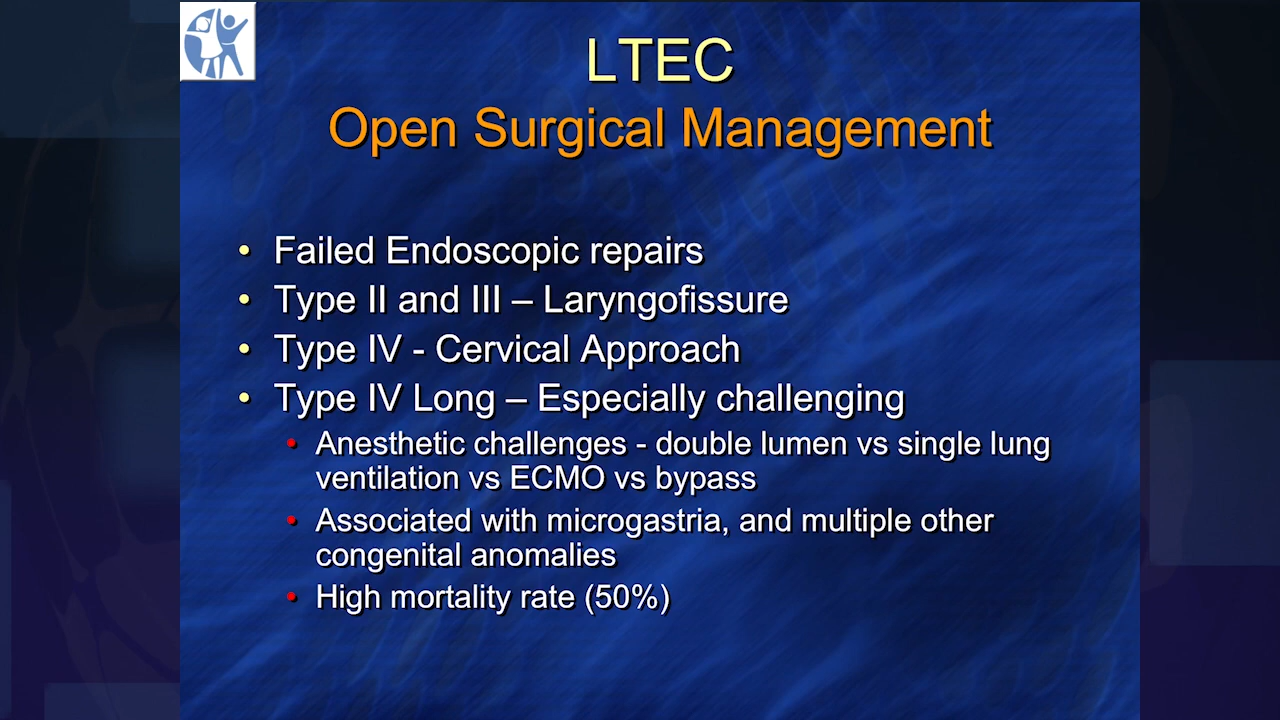 LTEC
Open Surgical Management
• Failed Endoscopic repairs
• Type II and III – Laryngofissure
• Type IV - Cervical Approach
• Type IV Long – Especially challenging
• Anesthetic challenges - double lumen vs single lung
ventilation vs ECMO vs bypass
• Associated with microgastria, and multiple other
congenital anomalies
• High mortality rate (50%)